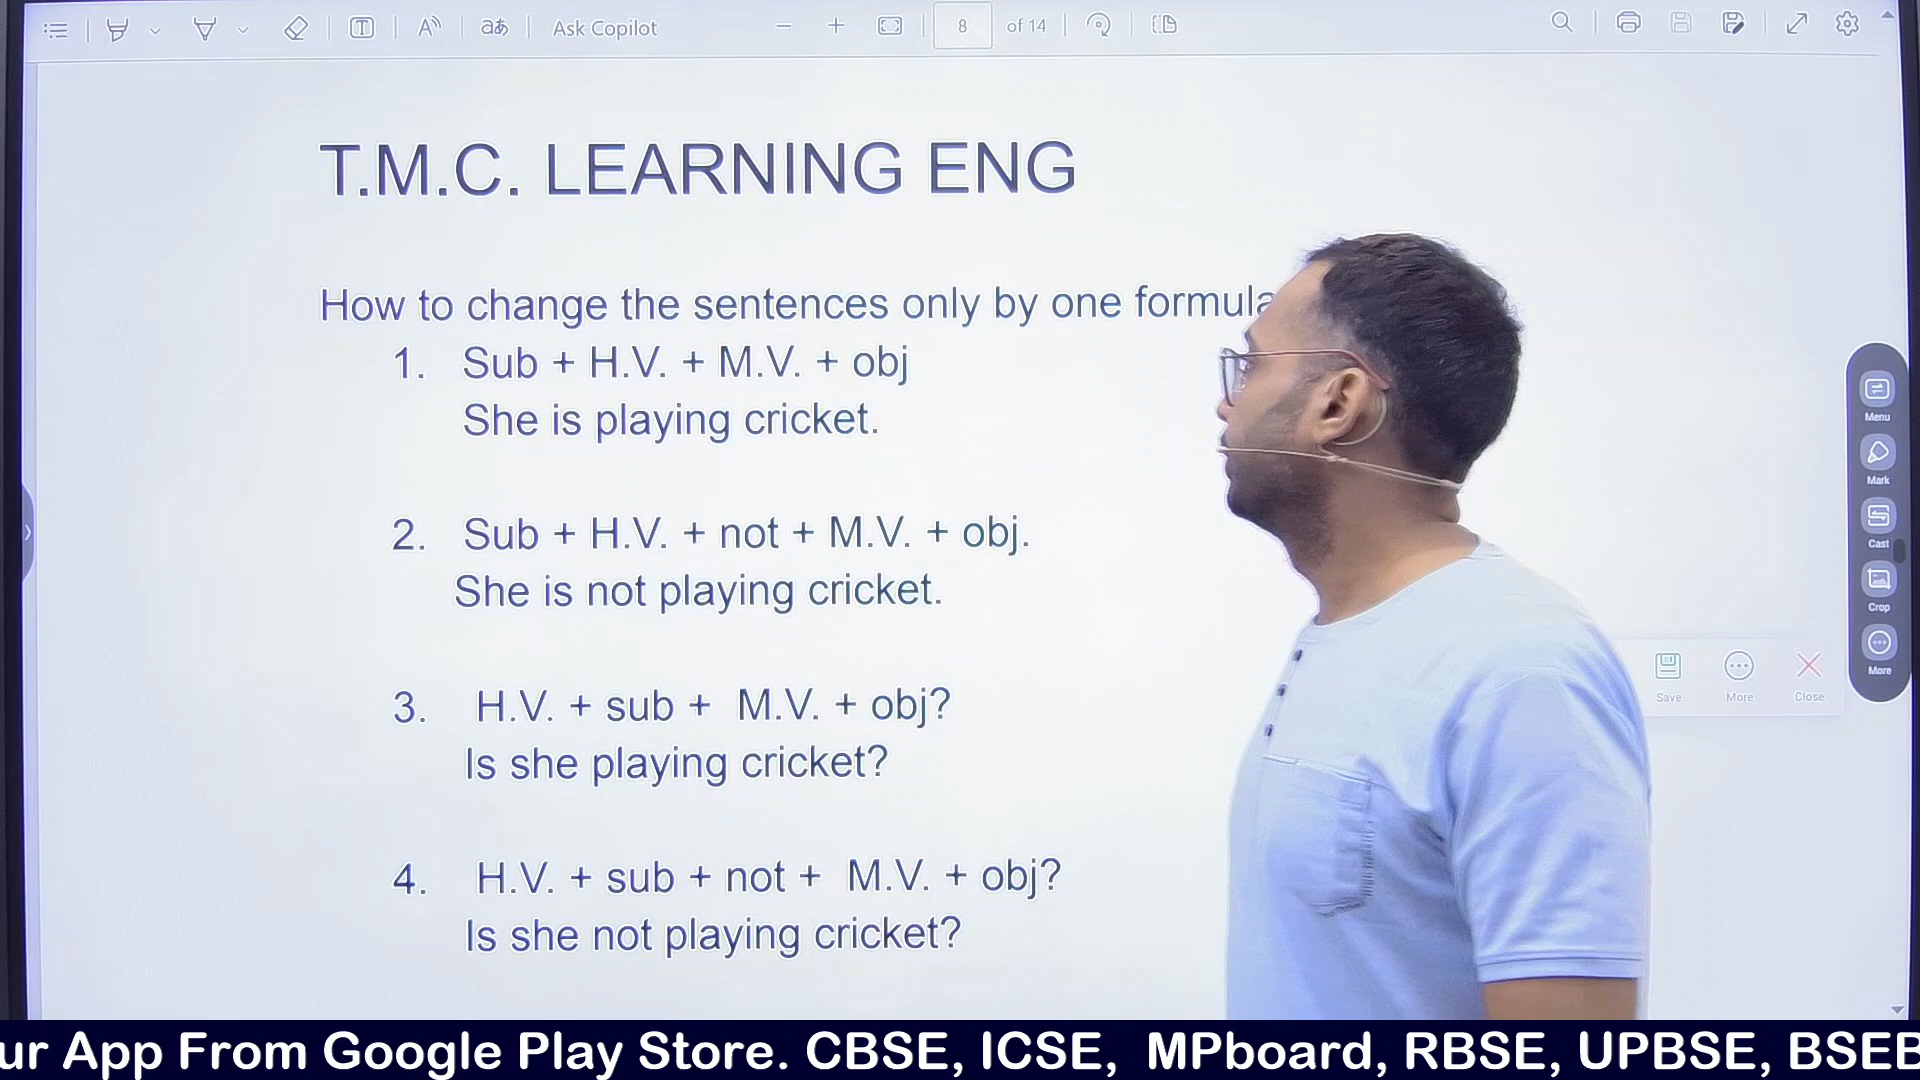 Ask Copilot
8 of 14
T.M.C. LEARNING ENG
How to change the sentences only by one formula
1. Sub + H.V. + M.V. + obj
She is playing cricket.
2. Sub + H.V. + not + M.V. + obj.
She is not playing cricket.
3. H.V. + sub + M.V. + obj?
Is she playing cricket?
4. H.V. + sub + not + M.V. + obj?
Is she not playing cricket?
Menu
Mark
Cast
Crop
More
Save More Close
ur App From Google Play Store. CBSE, ICSE, MPboard, RBSE, UPBSE, BSEB